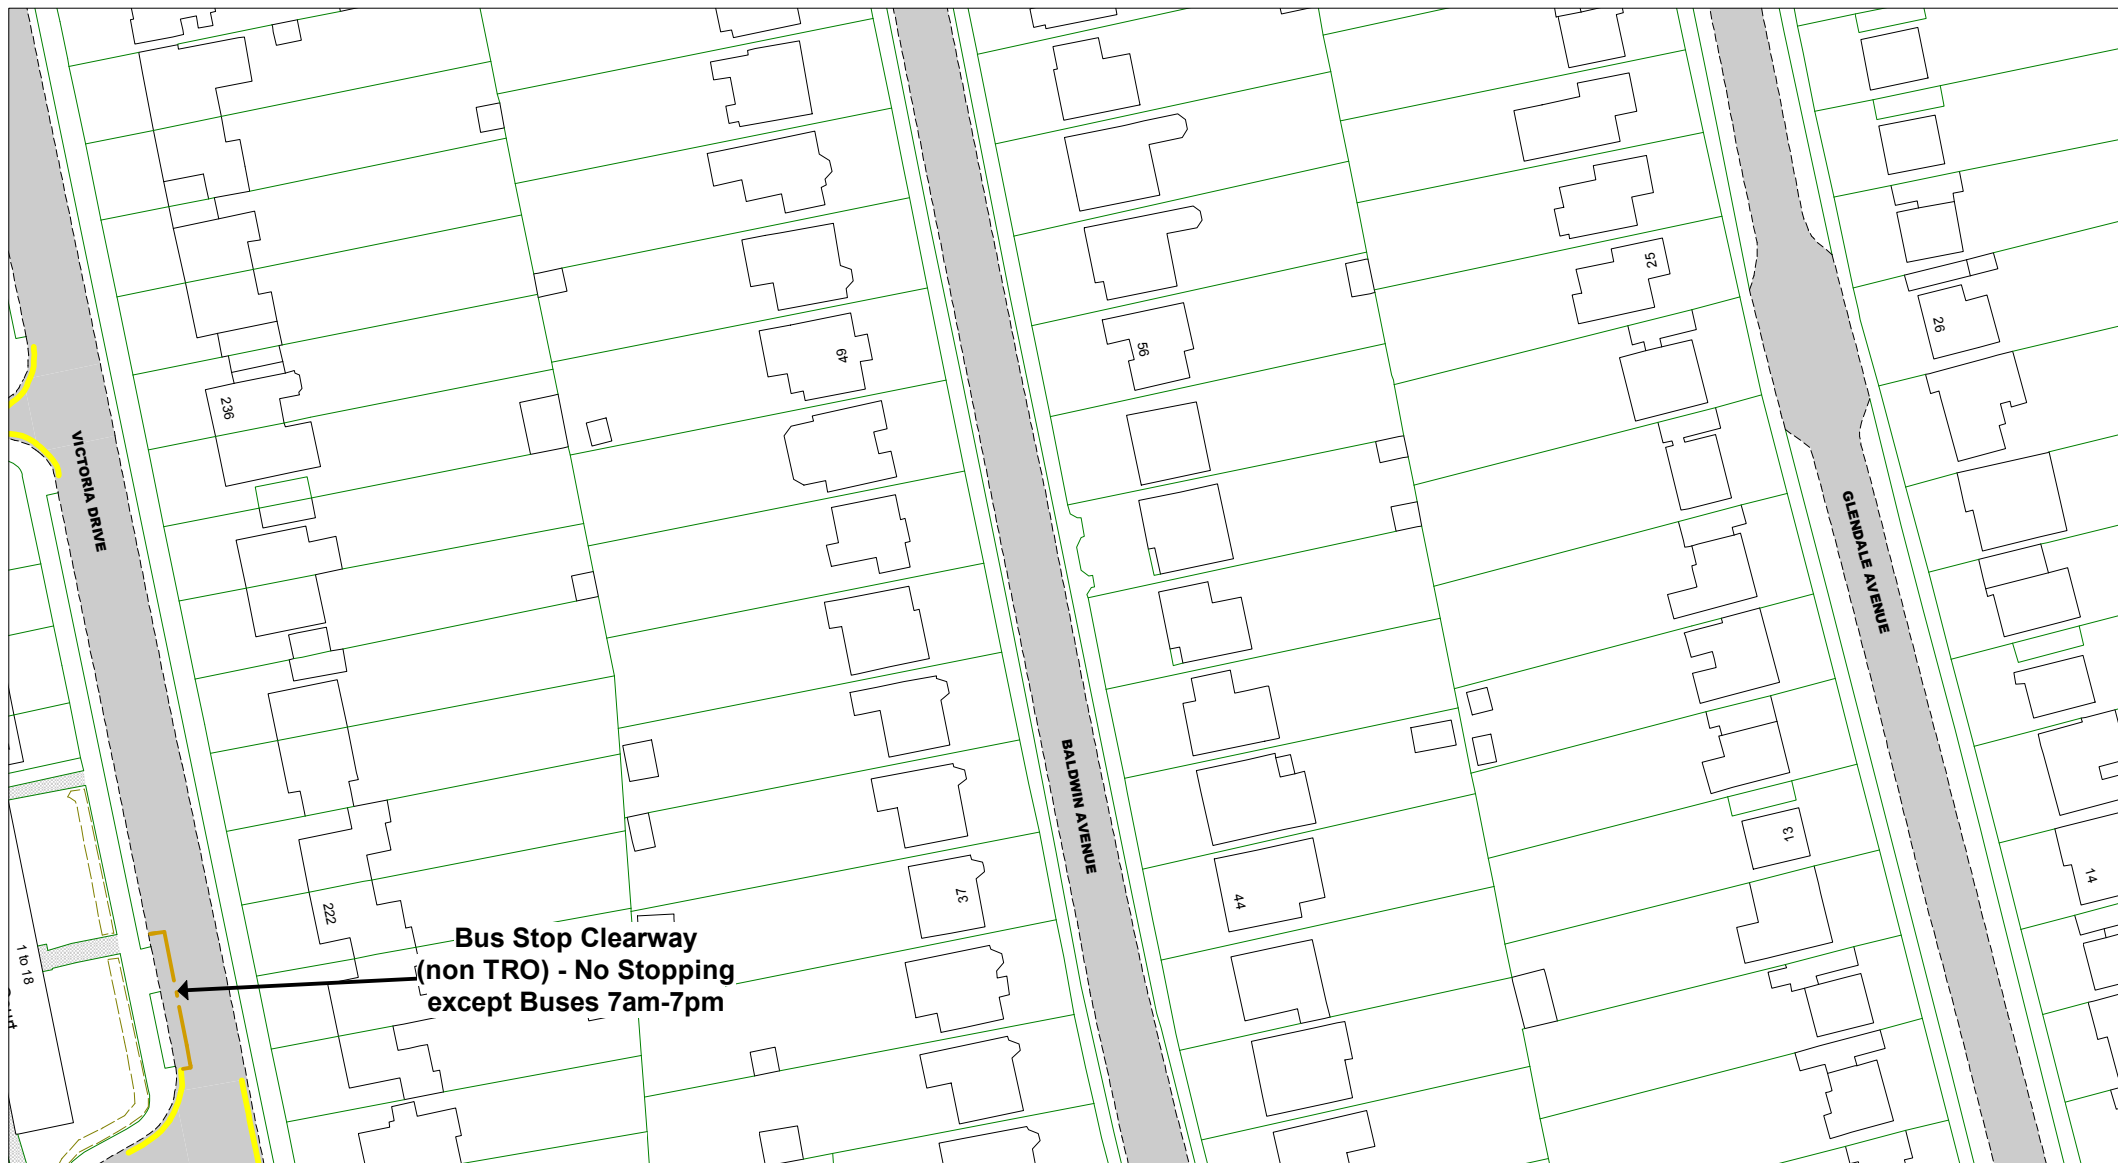 25
26
49
56
236
VICTORIA DRIVE
GLENDALE AVENUE
BALDWIN AVENUE
13
14
37
44
222
Bus Stop Clearway
(non TRO) - No Stopping
except Buses 7am-7pm
1 to 18